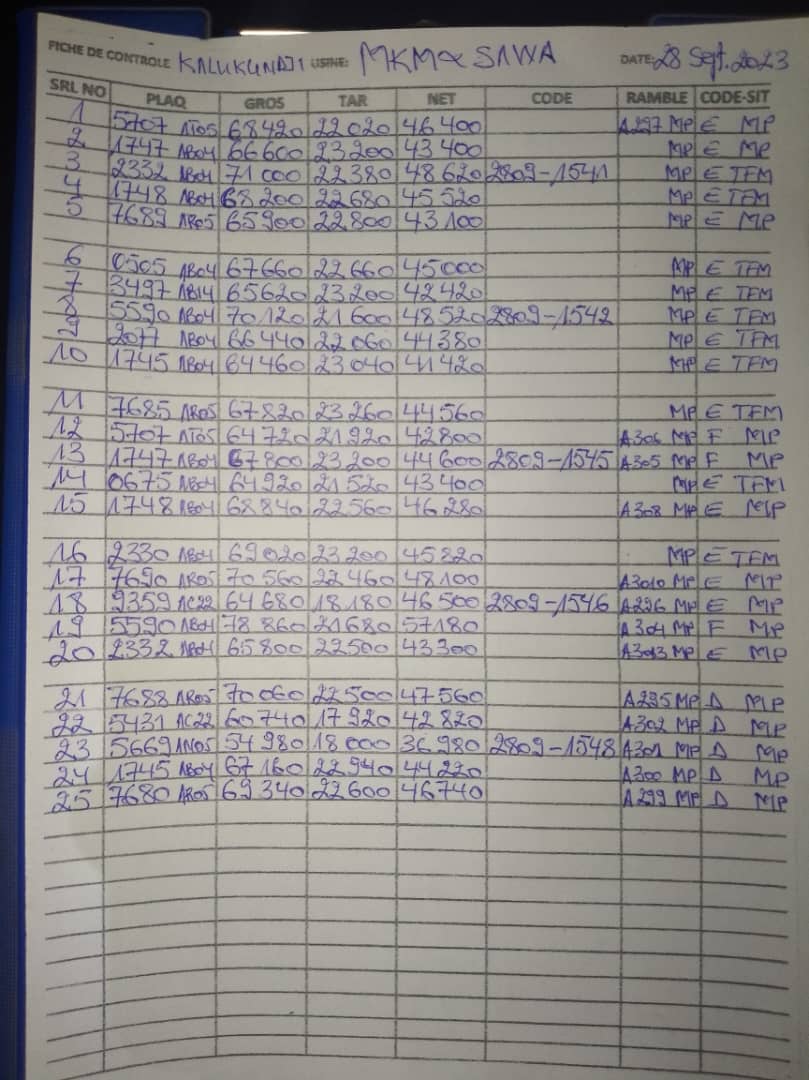 FICHE DE CONTROLE KALUKUNDJI USINE: MKM & SAWA DATE: 28 Sept. 2023
SRL NO PLAQ GROS TAR NET CODE RAMBLE CODE-SIT
1 5707 AT05 68420 22020 46400 A297 MP E MP
2 1747 AB04 66600 23200 43400 MP E MP
3 2332 AB04 71000 22380 48620 2809-1541 MP E TFM
4 1748 AB04 68200 22680 45520 MP E TFM
5 7689 AR05 65900 22800 43100 MP E MP
6 0505 AB04 67660 22660 45000 MP E TFM
7 3497 AB14 65620 23200 42420 MP E TFM
8 5590 AB04 70120 21600 48520 2809-1542 MP E TFM
9 2077 AB04 66440 22060 44380 MP E TFM
10 1745 AB04 64460 23040 41420 MP E TFM
11 7685 AR05 67820 23260 44560 MP E TFM
12 5707 AT05 64720 21920 42800 A306 MP F MP
13 1747 AB04 67800 23200 44600 2809-1545 A305 MP F MP
14 0675 AB04 64920 21520 43400 MP E TFM
15 1748 AB04 68840 22560 46280 A308 MP E MP
16 2330 AB04 69020 23200 45820 MP E TFM
17 7690 AR05 70560 22460 48100 A3010 MP E MP
18 9359 AC22 64680 18180 46500 2809-1546 A296 MP E MP
19 5590 AB04 78860 21680 57180 A304 MP F MP
20 2332 AB04 65800 22500 43300 MP E MP
21 7688 AR05 70060 22500 47560 A295 MP D MP
22 5431 AC22 60740 17920 42820 A302 MP D MP
23 5669 AN05 54980 18000 36980 2809-1548 A301 MP D MP
24 1745 AB04 67160 22940 44220 A300 MP D MP
25 7680 AR05 69340 22600 46740 A299 MP D MP